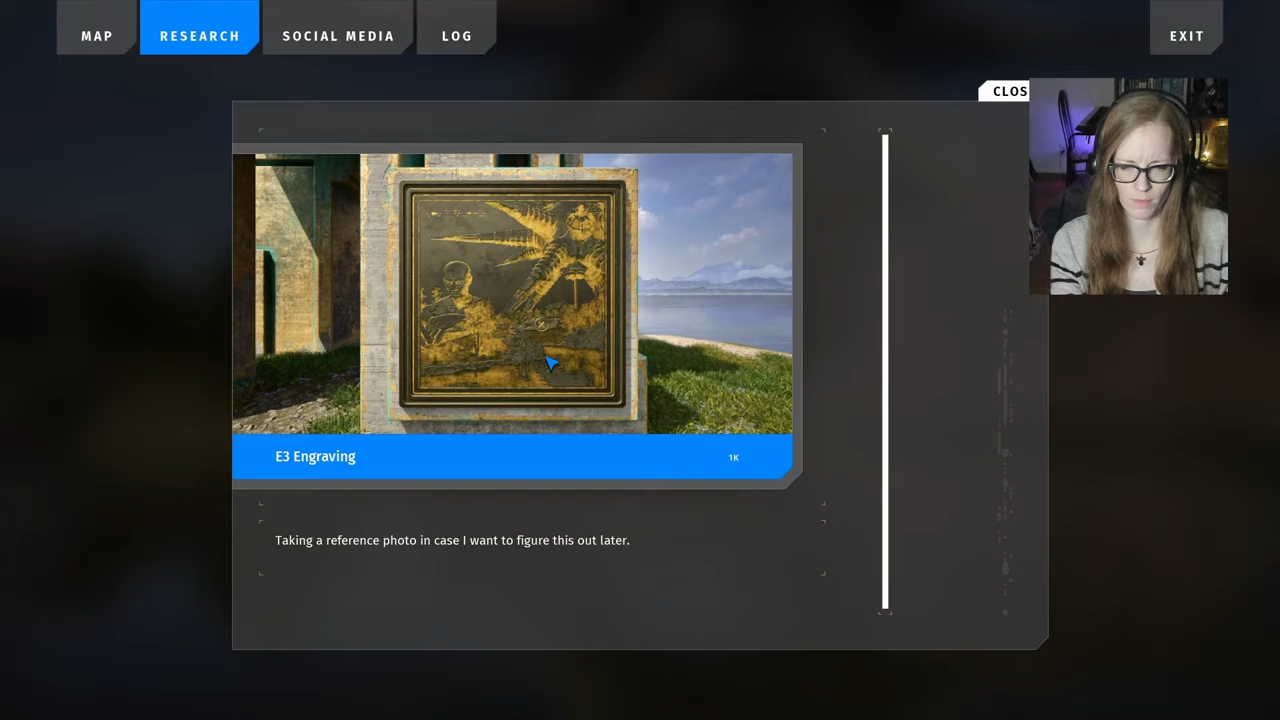 MAP
RESEARCH
SOCIAL MEDIA
LOG
EXIT
CLOS
E3 Engraving
1K
Taking a reference photo in case I want to figure this out later.